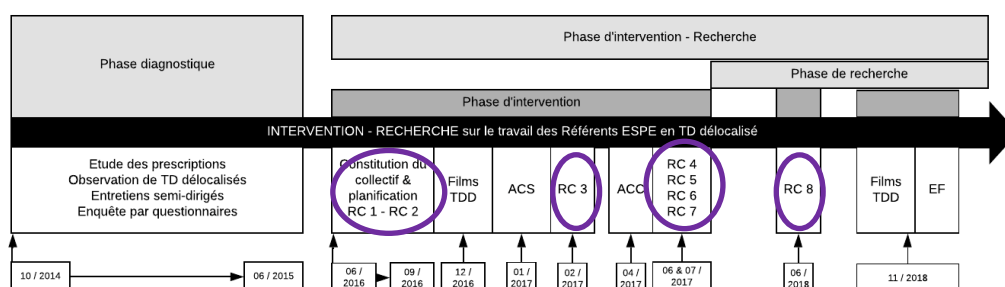 Phase d'intervention - Recherche
Phase diagnostique
Phase de recherche
Phase d'intervention
INTERVENTION - RECHERCHE sur le travail des Référents ESPE en TD délocalisé
Etude des prescriptions
Observation de TD délocalisés
Entretiens semi-dirigés
Enquête par questionnaires
Constitution du
collectif &
planification
RC 1 - RC 2
Films
TDD
ACS
RC 3
ACC
RC 4
RC 5
RC 6
RC 7
RC 8
Films
TDD
EF
10 / 2014
06 / 2015
06 /
2016
09 /
2016
12 /
2016
01 /
2017
02 /
2017
04 /
2017
06 & 07 /
2017
06 /
2018
11 / 2018